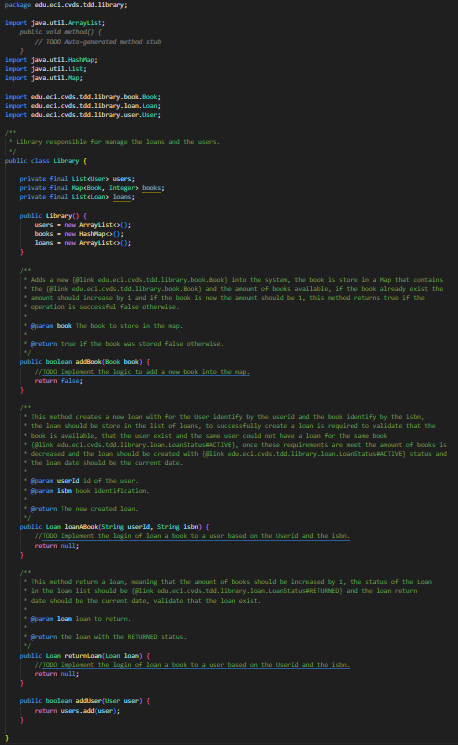 package edu.eci.cvds.tdd.library;
import java.util.ArrayList;
public void method() {
// TODO Auto-generated method stub
}
import java.util.HashMap;
import java.util.List;
import java.util.Map;
import edu.eci.cvds.tdd.library.book.Book;
import edu.eci.cvds.tdd.library.loan.Loan;
import edu.eci.cvds.tdd.library.user.User;
/**
* Library responsible for manage the loans and the users.
*/
public class Library {
private final List<User> users;
private final Map<Book, Integer> books;
private final List<Loan> loans;
public Library() {
users = new ArrayList<>();
books = new HashMap<>();
loans = new ArrayList<>();
}
/**
* Adds a new {@link edu.eci.cvds.tdd.library.book.Book} into the system, the book is store in a Map that contains
* the {@link edu.eci.cvds.tdd.library.book.Book} and the amount of books available, if the book already exist the
* amount should increase by 1 and if the book is new the amount should be 1, this method returns true if the
* operation is successful false otherwise.
*
* @param book The book to store in the map.
*
* @return true if the book was stored false otherwise.
*/
public boolean addBook(Book book) {
//TODO Implement the logic to add a new book into the map.
return false;
}
/**
* This method creates a new loan with for the User identify by the userId and the book identify by the isbn,
* the loan should be store in the list of loans, to successfully create a loan is required to validate that the
* book is available, that the user exist and the same user could not have a loan for the same book
* {@link edu.eci.cvds.tdd.library.loan.LoanStatus#ACTIVE}, once these requirements are meet the amount of books is
* decreased and the loan should be created with {@link edu.eci.cvds.tdd.library.loan.LoanStatus#ACTIVE} status and
* the loan date should be the current date.
*
* @param userId id of the user.
* @param isbn book identification.
*
* @return The new created loan.
*/
public Loan loanABook(String userId, String isbn) {
//TODO Implement the login of loan a book to a user based on the UserId and the isbn.
return null;
}
/**
* This method return a loan, meaning that the amount of books should be increased by 1, the status of the Loan
* in the loan list should be {@link edu.eci.cvds.tdd.library.loan.LoanStatus#RETURNED} and the loan return
* date should be the current date, validate that the loan exist.
*
* @param loan loan to return.
*
* @return the loan with the RETURNED status.
*/
public Loan returnLoan(Loan loan) {
//TODO Implement the login of loan a book to a user based on the UserId and the isbn.
return null;
}
public boolean addUser(User user) {
return users.add(user);
}
}